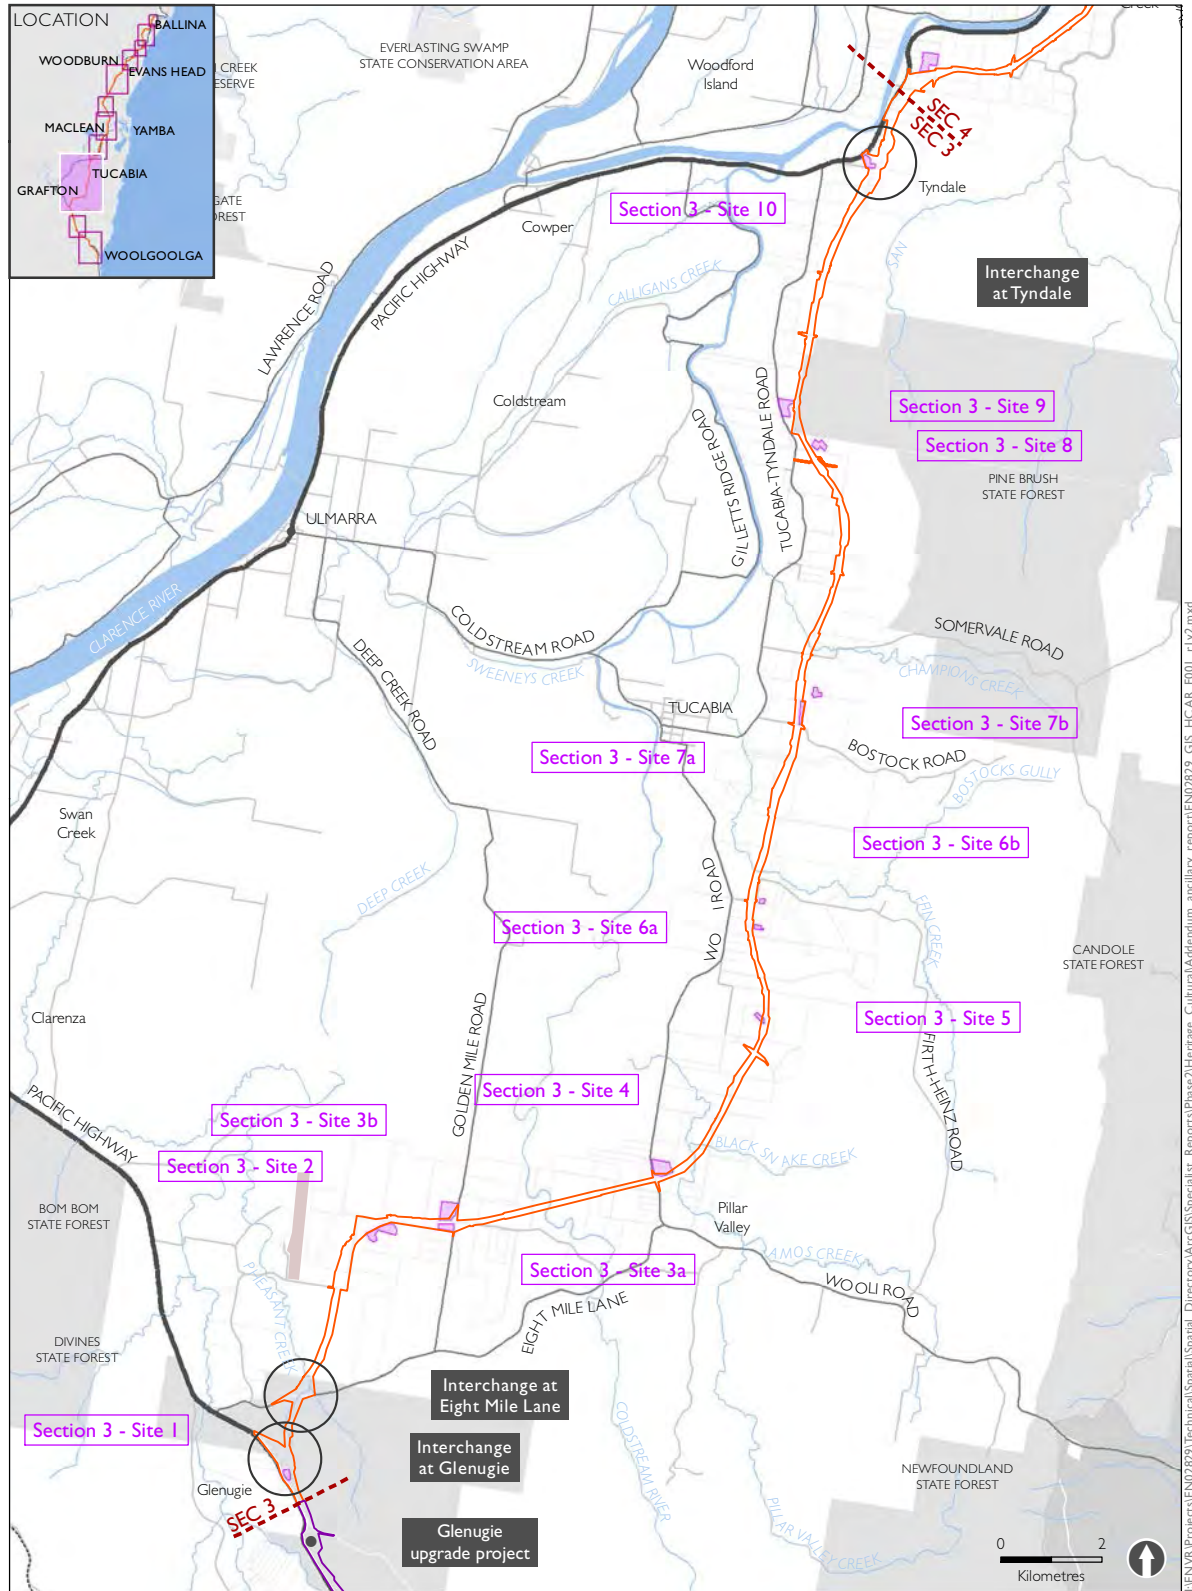 LOCATION
BALLINA
WOODBURN
EVANS HEAD
MACLEAN
YAMBA
TUCABIA
GRAFTON
WOOLGOOLGA
CREEK
EVERLASTING SWAMP
STATE CONSERVATION AREA
Woodford
Island
SEC 4
SEC 3
Tyndale
Section 3 - Site 10
Cowper
SAN
Interchange
at Tyndale
LAWRENCE ROAD
PACIFIC HIGHWAY
CALLIGANS CREEK
Coldstream
Section 3 - Site 9
Section 3 - Site 8
PINE BRUSH
STATE FOREST
GILLETTS RIDGE ROAD
TUCABIA-TYNDALE ROAD
ULMARRA
CLARENCE RIVER
COLDSTREAM ROAD
SWEENEYS CREEK
DEEP CREEK ROAD
SOMERVALE ROAD
CHAMPIONS CREEK
TUCABIA
Section 3 - Site 7b
Section 3 - Site 7a
BOSTOCK ROAD
BOSTOCKS GULLY
Swan
Creek
Section 3 - Site 6b
DEEP CREEK
WO I ROAD
Section 3 - Site 6a
CANDOLE
STATE FOREST
Clarenza
Section 3 - Site 5
FIRTH-HEINZ ROAD
GOLDEN MILE ROAD
Section 3 - Site 4
PACIFIC HIGHWAY
Section 3 - Site 3b
Section 3 - Site 2
BLACK SNAKE CREEK
BOM BOM
STATE FOREST
Pillar
Valley
AMOS CREEK
Section 3 - Site 3a
WOOLI ROAD
PHEASANT CREEK
EIGHT MILE LANE
DIVINES
STATE FOREST
Interchange at
Eight Mile Lane
Section 3 - Site 1
Interchange
at Glenugie
COLDSTREAM RIVER
NEWFOUNDLAND
STATE FOREST
Glenugie
SEC 3
PILLAR VALLEY CREEK
Glenugie
upgrade project
0 2
Kilometres